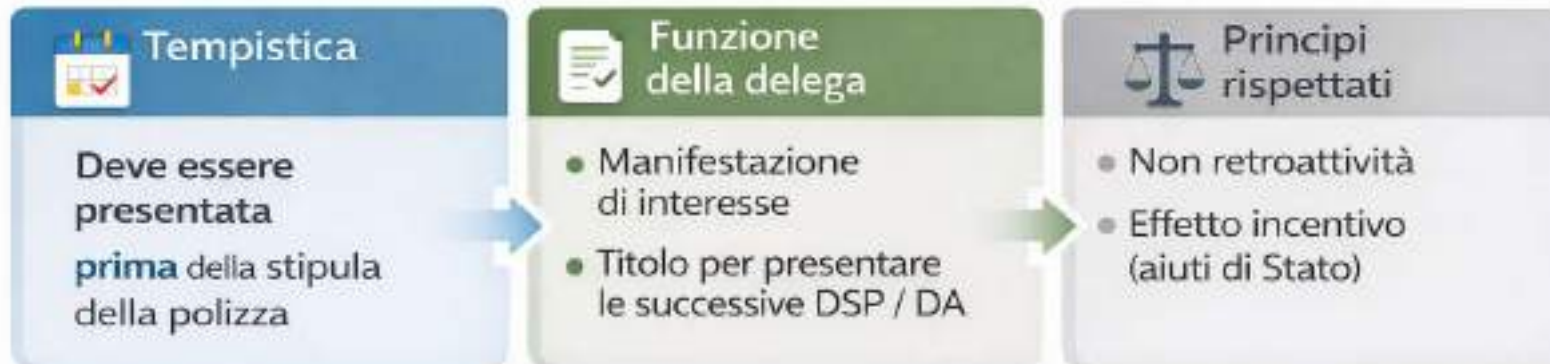 Tempistica
Deve essere
presentata
prima della stipula
della polizza
Funzione
della delega
Manifestazione
di interesse
Titolo per presentare
le successive DSP / DA
Principi
rispettati
Non retroattività
Effetto incentivo
(aiuti di Stato)